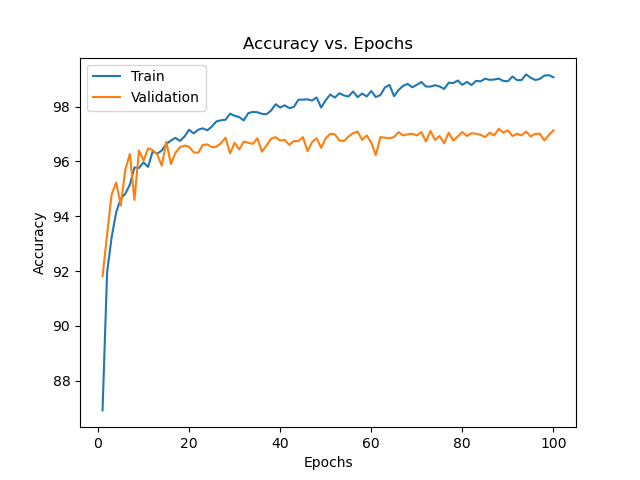 Accuracy vs. Epochs
Train
Validation
98
96
94
92
90
88
Accuracy
0 20 40 60 80 100
Epochs